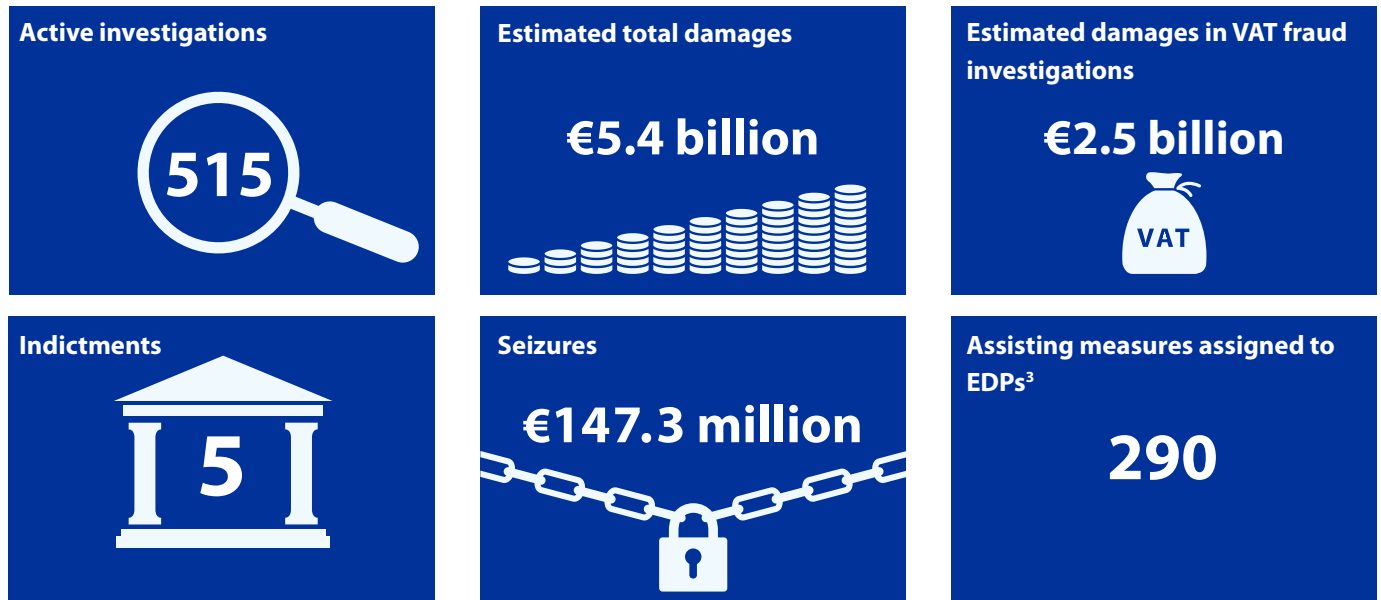 Active investigations
515
Estimated total damages
€5.4 billion
Estimated damages in VAT fraud
investigations
€2.5 billion
VAT
Indictments
5
Seizures
€147.3 million
Assisting measures assigned to
EDPs³
290